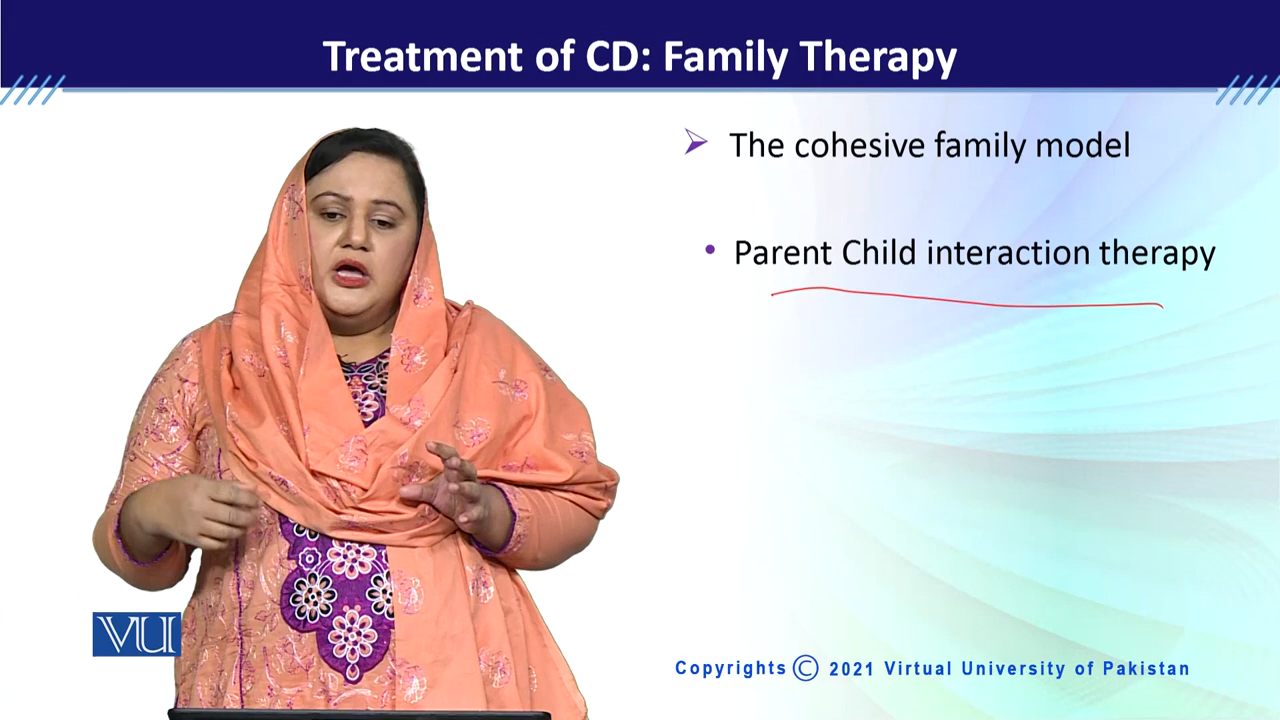 Treatment of CD: Family Therapy
The cohesive family model
Parent Child interaction therapy
VU
Copyrights © 2021 Virtual University of Pakistan